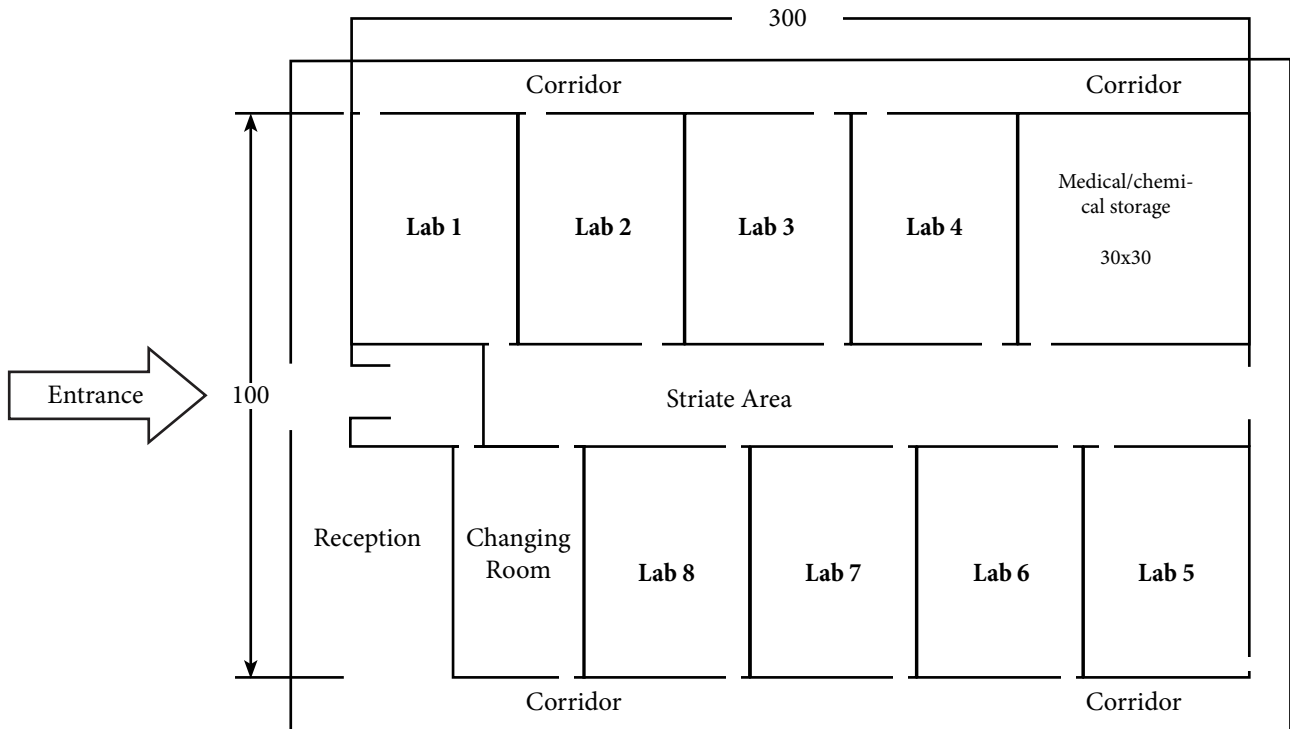 300
Corridor
Corridor
Medical/chemi-
cal storage
30x30
Lab 1
Lab 2
Lab 3
Lab 4
Entrance
100
Striate Area
Reception
Changing
Room
Lab 8
Lab 7
Lab 6
Lab 5
Corridor
Corridor